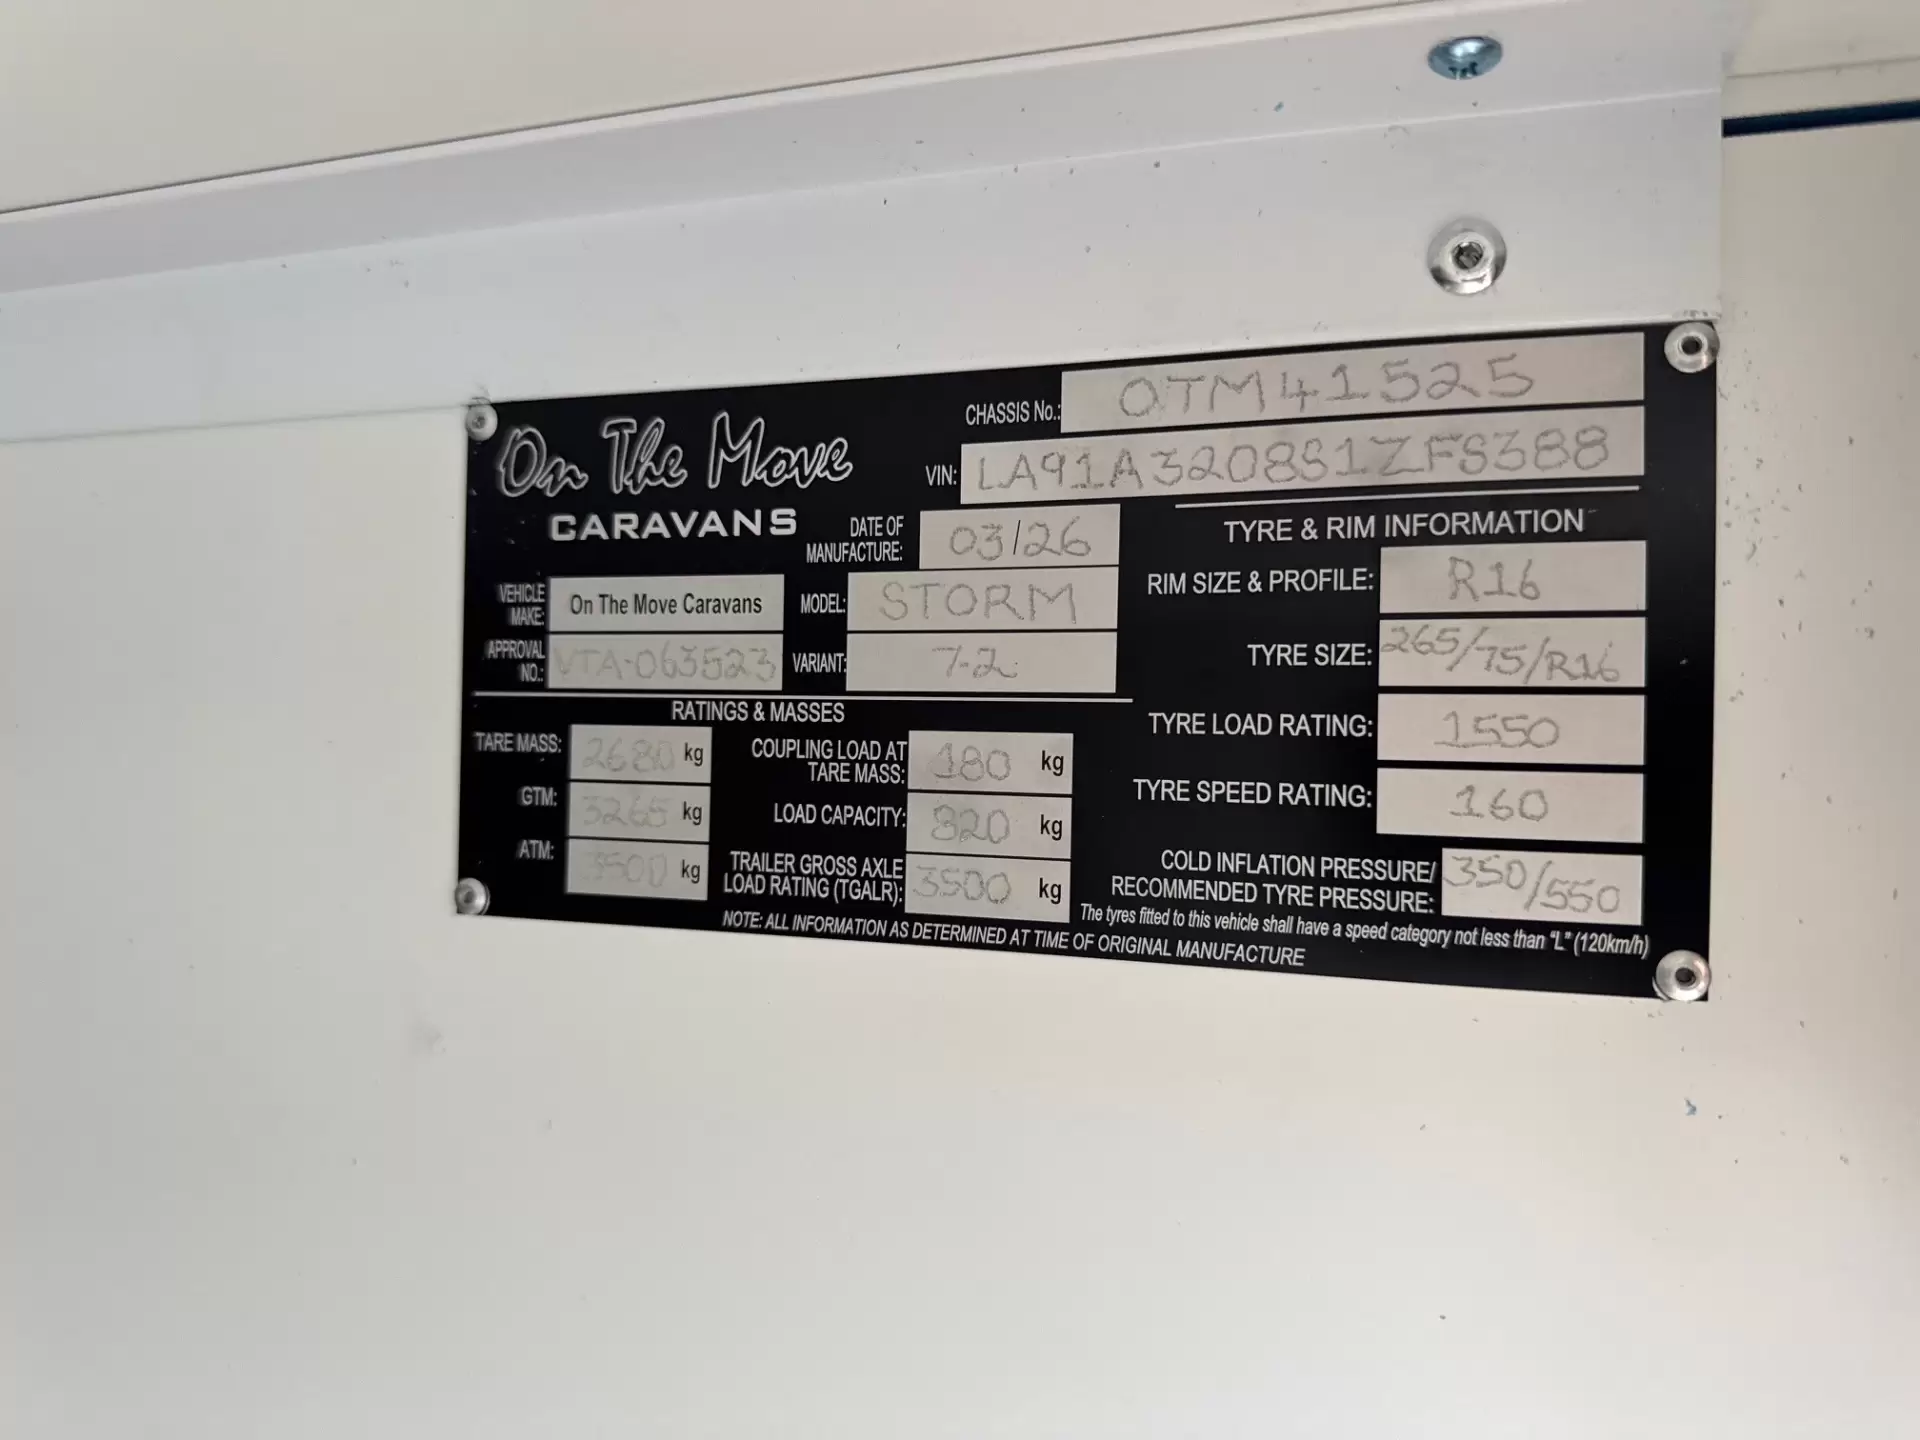 On The Move
CARAVANS
CHASSIS No.: OTM41525
VIN: LA91A3208S1ZFS388
DATE OF MANUFACTURE: 03/26
VEHICLE MAKE: On The Move Caravans
MODEL: STORM
APPROVAL NO.: VTA-063523
VARIANT: 7-2
RATINGS & MASSES
TARE MASS: 2680 kg
GTM: 3265 kg
ATM: 3500 kg
COUPLING LOAD AT TARE MASS: 180 kg
LOAD CAPACITY: 820 kg
TRAILER GROSS AXLE LOAD RATING (TGALR): 3500 kg
TYRE & RIM INFORMATION
RIM SIZE & PROFILE: R16
TYRE SIZE: 265/75/R16
TYRE LOAD RATING: 1550
TYRE SPEED RATING: 160
COLD INFLATION PRESSURE/ RECOMMENDED TYRE PRESSURE: 350/550
The tyres fitted to this vehicle shall have a speed category not less than "L" (120km/h)
NOTE: ALL INFORMATION AS DETERMINED AT TIME OF ORIGINAL MANUFACTURE